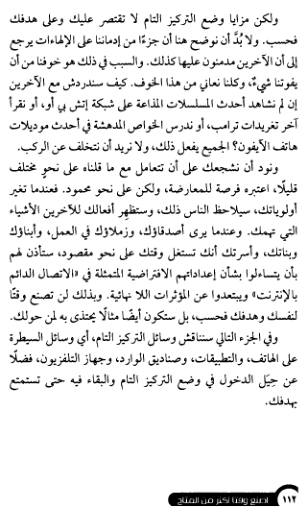 ولكن مزايا وضع التركيز التام لا تقتصر عليك وعلى هدفك
فحسب. ولا بُدَّ أن نوضح هنا أن جزءًا من إدماننا على الإلهاءات يرجع
إلى أن الآخرين مدمنون عليها كذلك. والسبب في ذلك هو خوفنا من أن
يفوتنا شيءٌ، وكلنا نعاني من هذا الخوف. كيف سندردش مع الآخرين
إن لم نشاهد أحدث المسلسلات المذاعة على شبكة إتش بي أو، أو نقرأ
آخر تغريدات ترامب، أو ندرس الخواص المدهشة في أحدث موديلات
هاتف الآيفون؟ الجميع يفعل ذلك، ولا نريد أن نتخلف عن الركب.
ونود أن نشجعك على أن تتعامل مع ما قلناه على نحوٍ مختلف
قليلًا، اعتبره فرصة للمعارضة، ولكن على نحوٍ محمود. فعندما تغير
أولوياتك، سيلاحظ الناس ذلك، وستظهر أفعالك للآخرين الأشياء
التي تهمك. وعندما يرى أصدقاؤك، وزملاؤك في العمل، وأبناؤك
وبناتك، وأسرتك أنك تستغل وقتك على نحو مقصود، ستأذن لهم
بأن يتساءلوا بشأن إعداداتهم الافتراضية المتمثلة في «الاتصال الدائم
بالإنترنت» ويبتعدوا عن المؤثرات اللا نهائية. وبذلك لن تصنع وقتًا
لنفسك وهدفك فحسب، بل ستكون أيضًا مثالًا يحتذى به لمن حولك.
وفي الجزء التالي سنناقش وسائل التركيز التام، أي وسائل السيطرة
على الهاتف، والتطبيقات، وصناديق الوارد، وجهاز التلفزيون، فضلًا
عن حِيَل الدخول في وضع التركيز التام والبقاء فيه حتى تستمتع
بهدفك.
١١٢ اصنع وقتًا أكثر من المتاح